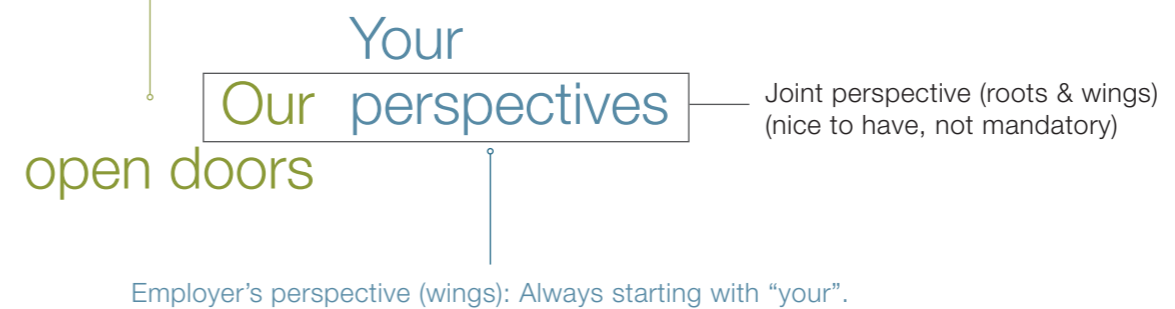 Your
Our perspectives
open doors
Joint perspective (roots & wings)
(nice to have, not mandatory)
Employer’s perspective (wings): Always starting with “your”.